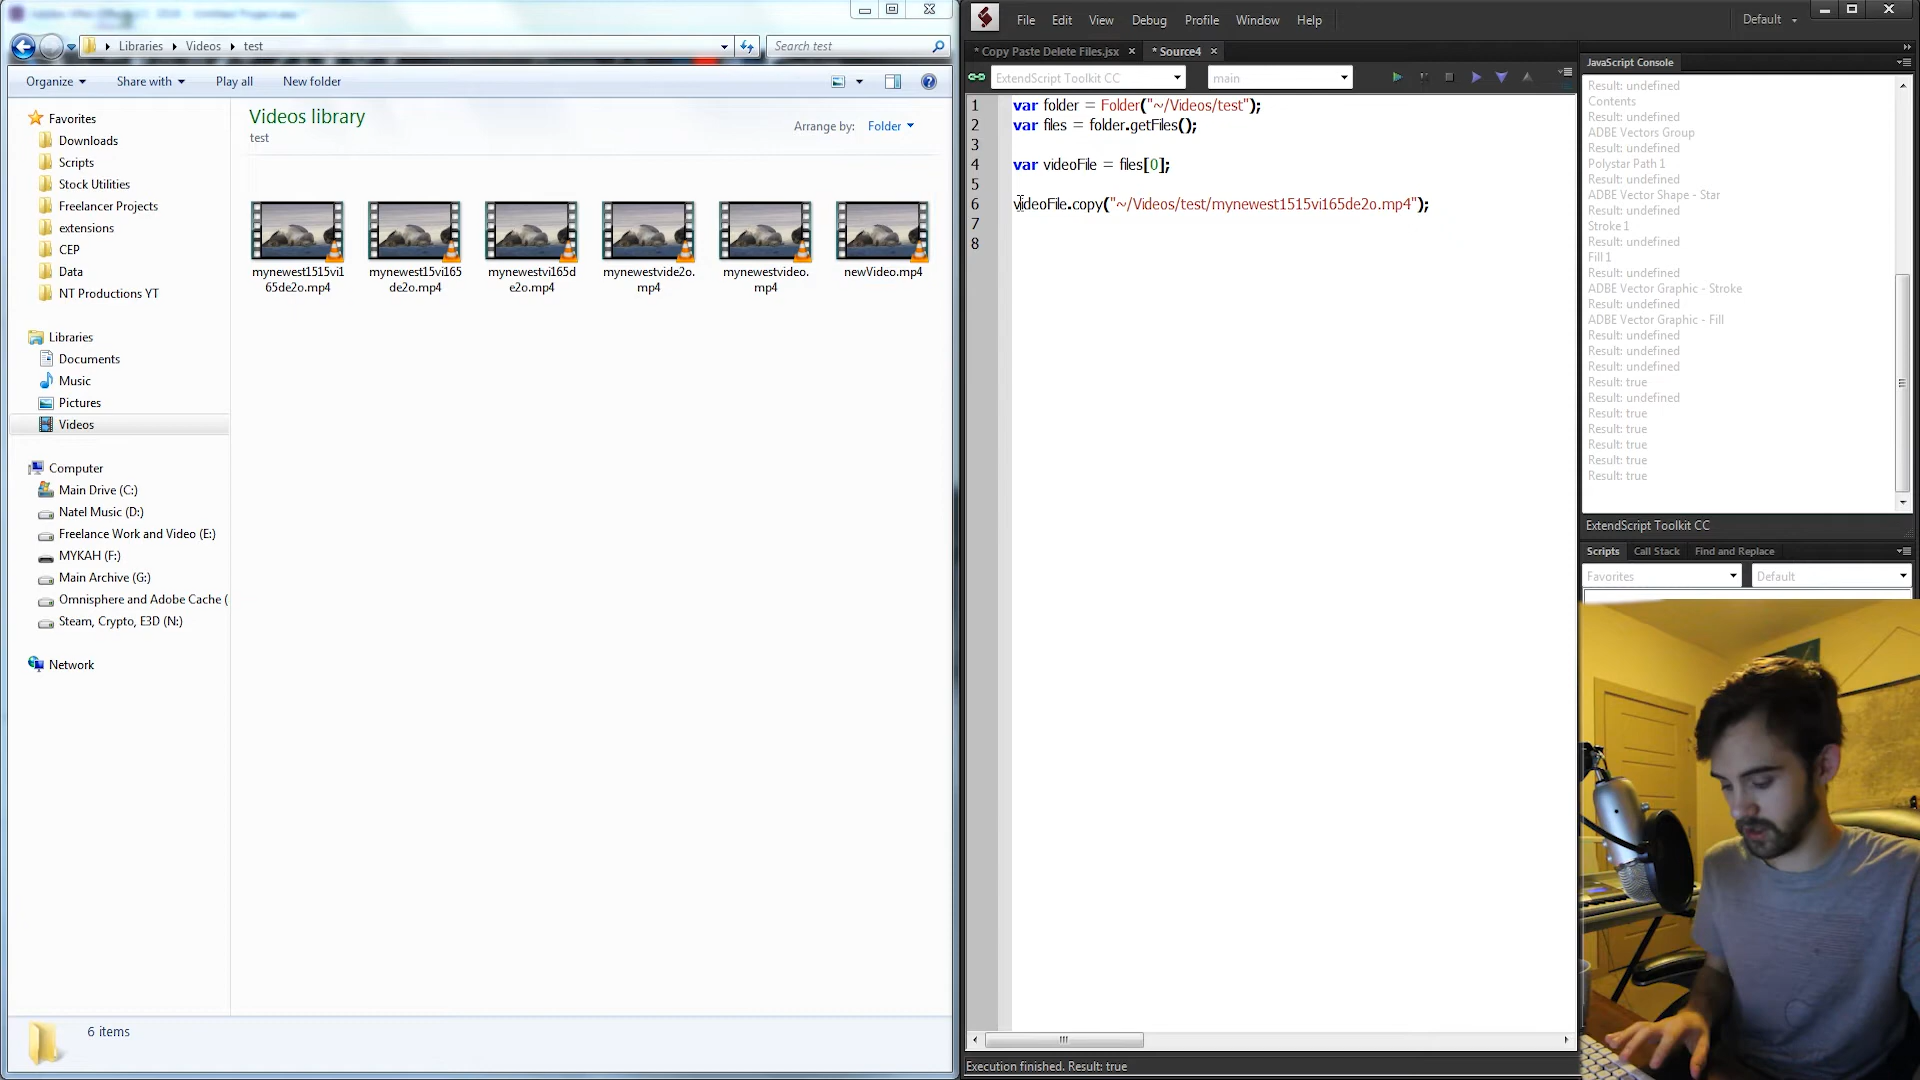 Libraries Videos test
Search test
Organize Share with Play all New folder
Favorites
Downloads
Scripts
Stock Utilities
Freelancer Projects
extensions
CEP
Data
NT Productions YT
Libraries
Documents
Music
Pictures
Videos
Computer
Main Drive (C:)
Natel Music (D:)
Freelance Work and Video (E:)
MYKAH (F:)
Main Archive (G:)
Omnisphere and Adobe Cache (
Steam, Crypto, E3D (N:)
Network
Videos library
test
Arrange by: Folder
mynewest1515vi1
65de2o.mp4
mynewest15vi165
de2o.mp4
mynewestvi165d
e2o.mp4
mynewestvide2o.
mp4
mynewestvideo.
mp4
newVideo.mp4
6 items
File Edit View Debug Profile Window Help
Default
* Copy Paste Delete Files.jsx
* Source4
ExtendScript Toolkit CC
main
1 var folder = Folder("~/Videos/test");
2 var files = folder.getFiles();
3
4 var videoFile = files[0];
5
6 videoFile.copy("~/Videos/test/mynewest1515vi165de2o.mp4");
7
8
Execution finished. Result: true
JavaScript Console
Result: undefined
Contents
Result: undefined
ADBE Vectors Group
Result: undefined
Polystar Path 1
Result: undefined
ADBE Vector Shape - Star
Result: undefined
Stroke 1
Result: undefined
Fill 1
Result: undefined
ADBE Vector Graphic - Stroke
Result: undefined
ADBE Vector Graphic - Fill
Result: undefined
Result: undefined
Result: undefined
Result: true
Result: undefined
Result: true
Result: true
Result: true
Result: true
Result: true
ExtendScript Toolkit CC
Scripts Call Stack Find and Replace
Favorites
Default